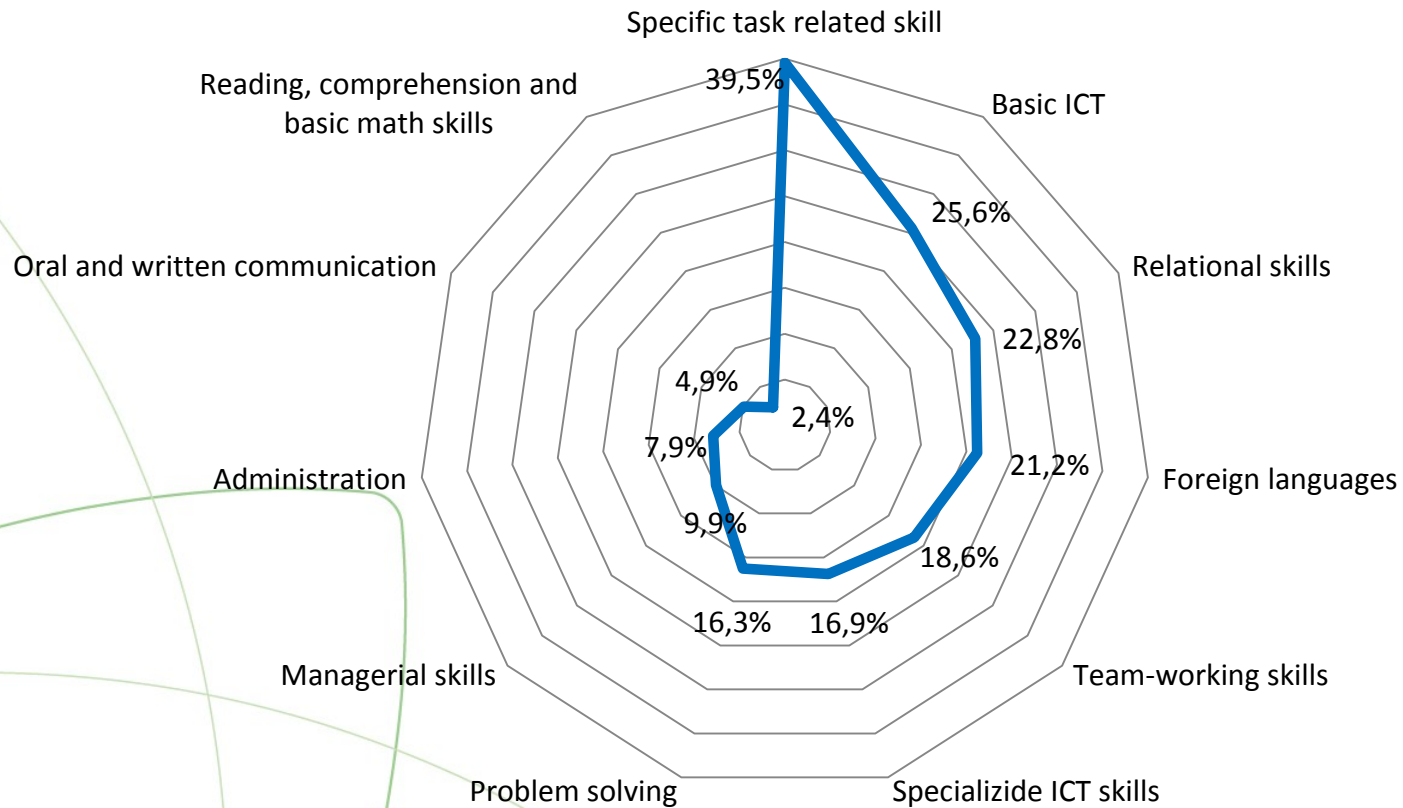 Specific task related skill
39,5%
Reading, comprehension and
basic math skills
Basic ICT
25,6%
Oral and written communication
Relational skills
22,8%
4,9%
2,4%
7,9%
21,2%
Administration
Foreign languages
9,9%
18,6%
16,3%
16,9%
Managerial skills
Team-working skills
Problem solving
Specializide ICT skills